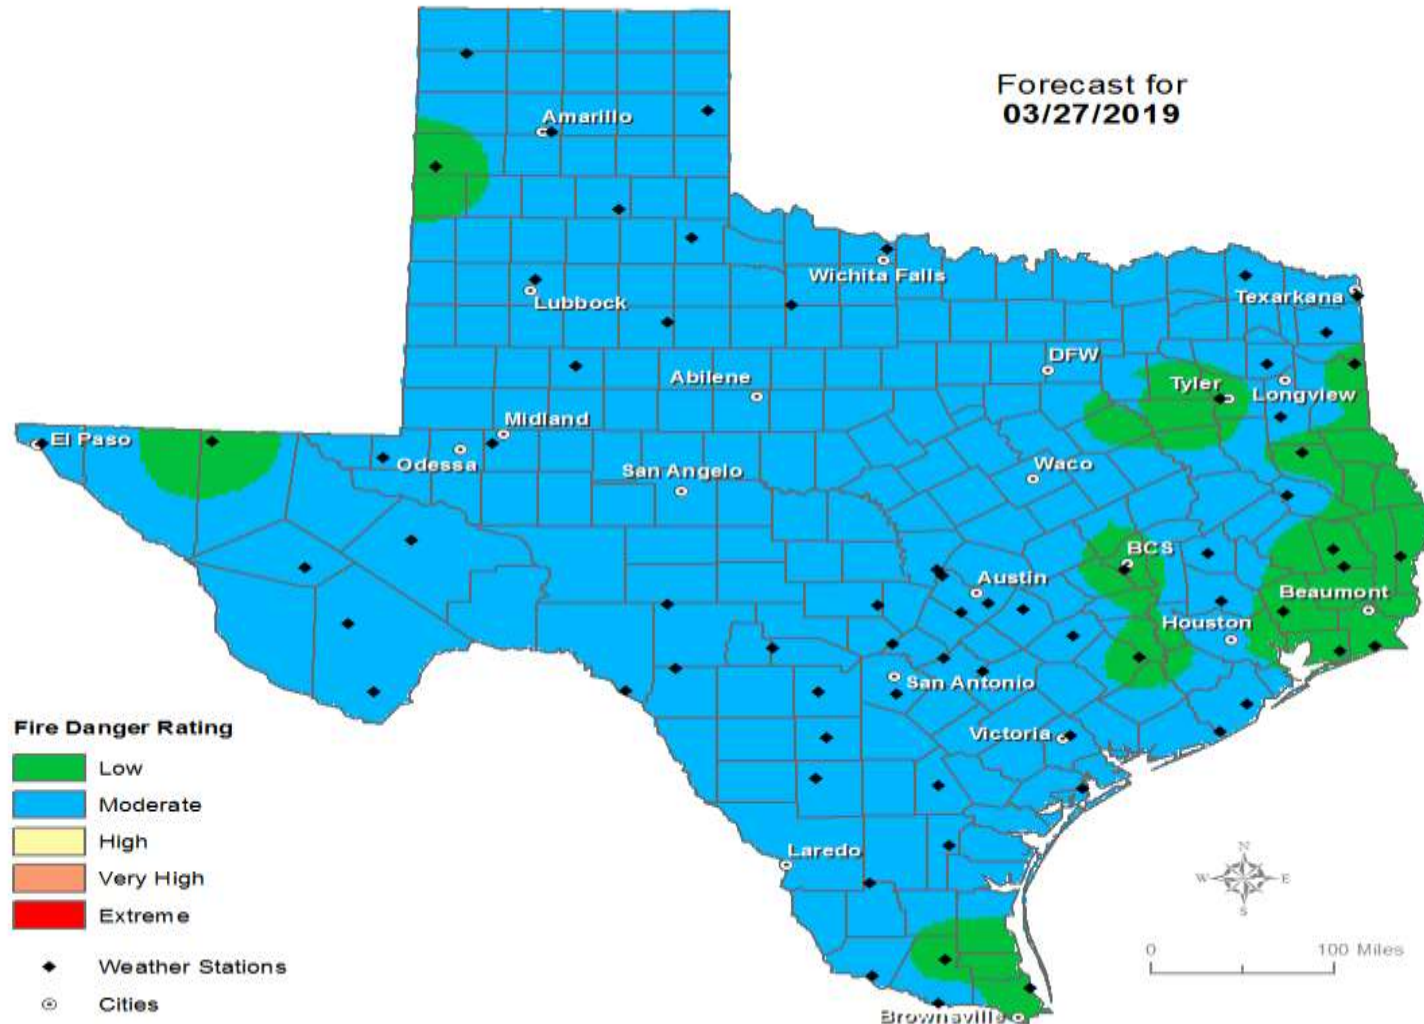 Forecast for
03/27/2019
Amarillo
Wichita Falls
Lubbock
Texarkana
DFW
Abilene
Tyler
Longview
Midland
El Paso
Odessa
San Angelo
Waco
BCS
Austin
Beaumont
Houston
San Antonio
Victoria
Laredo
Brownsville
Fire Danger Rating
Low
Moderate
High
Very High
Extreme
Weather Stations
Cities
N
W E
S
0 100 Miles